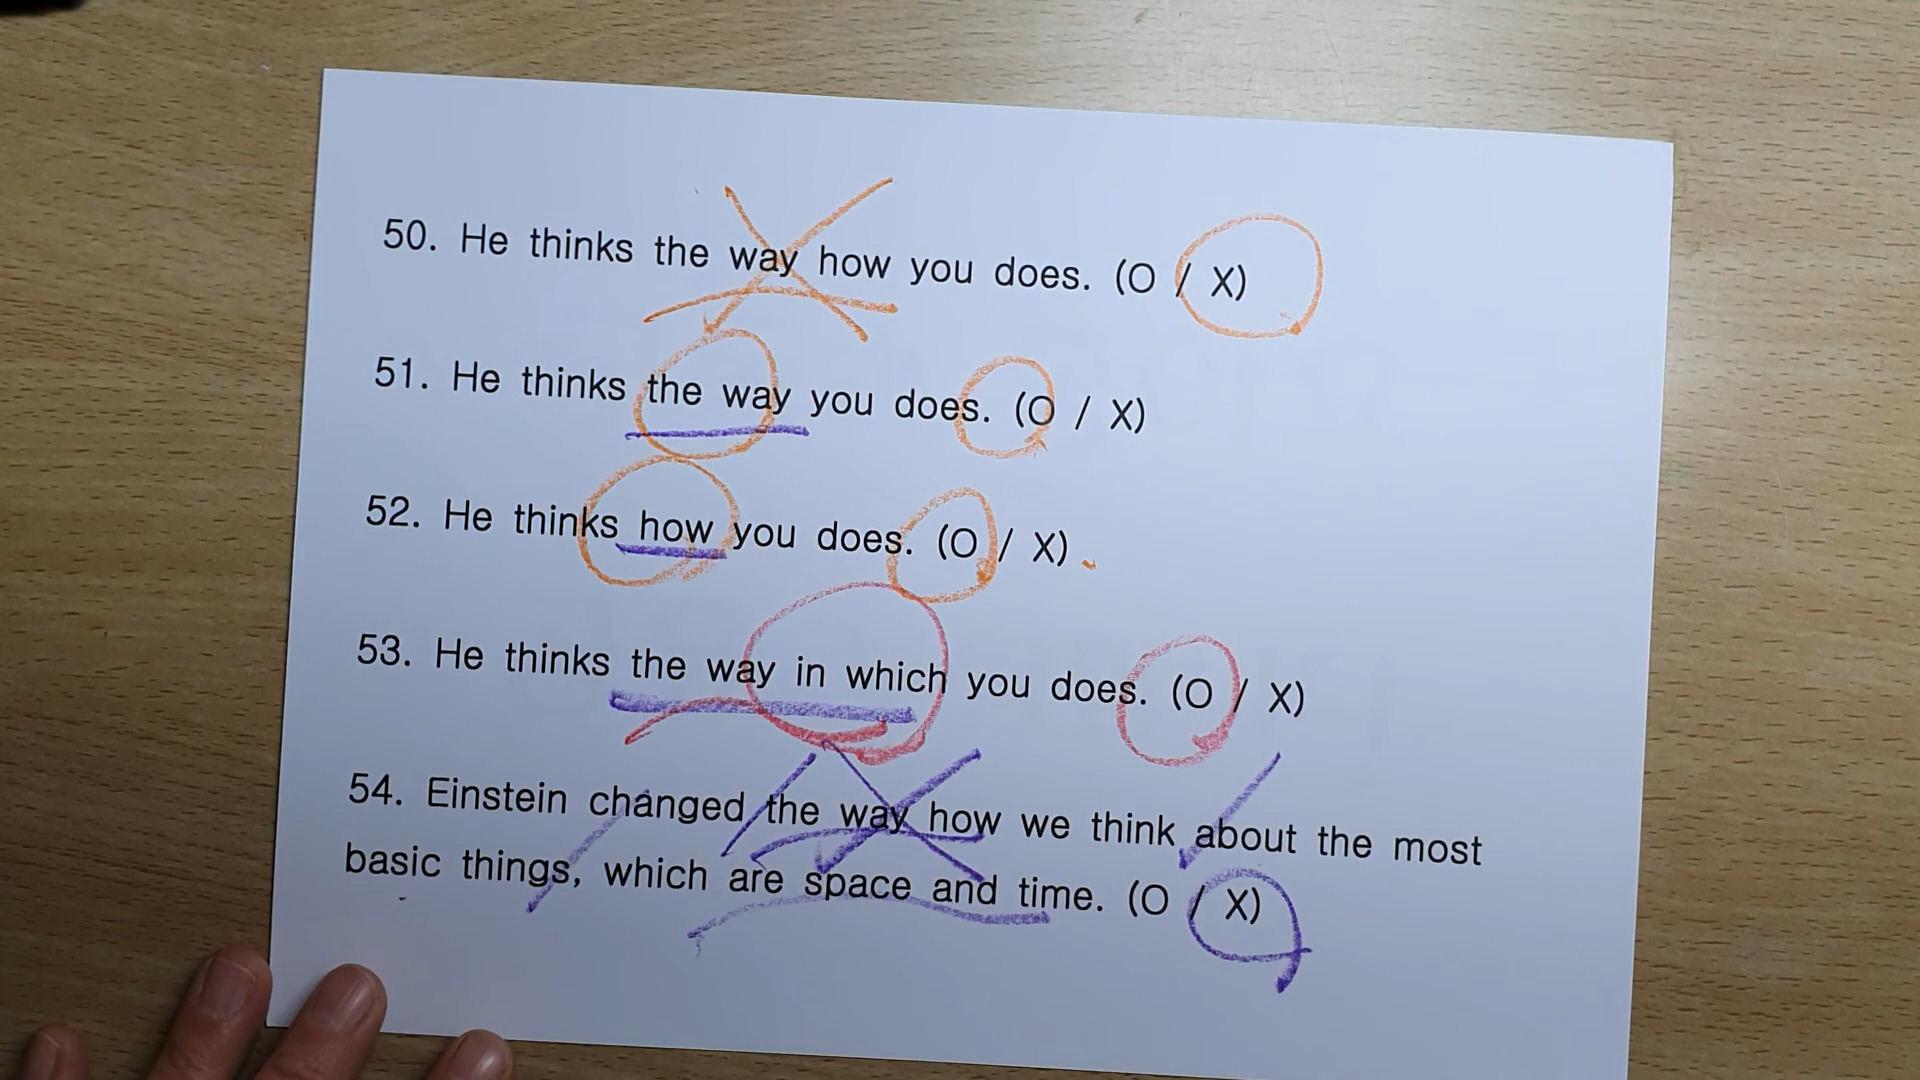 50. He thinks the way how you does. (O / X)
51. He thinks the way you does. (O / X)
52. He thinks how you does. (O / X)
53. He thinks the way in which you does. (O / X)
54. Einstein changed the way how we think about the most
basic things, which are space and time. (O / X)